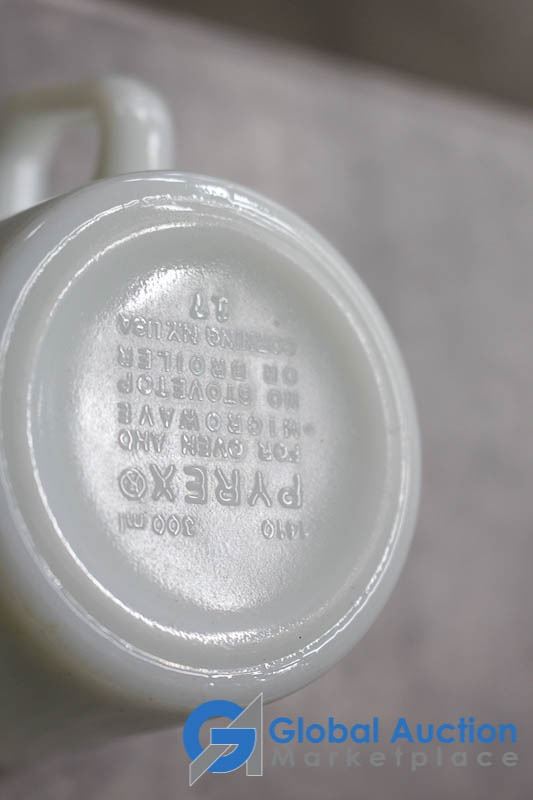 1410 300 ml
PYREX®
FOR OVEN AND
MICROWAVE
NO STOVETOP
OR BROILER
CORNING NY, USA
17
Global Auction
Marketplace